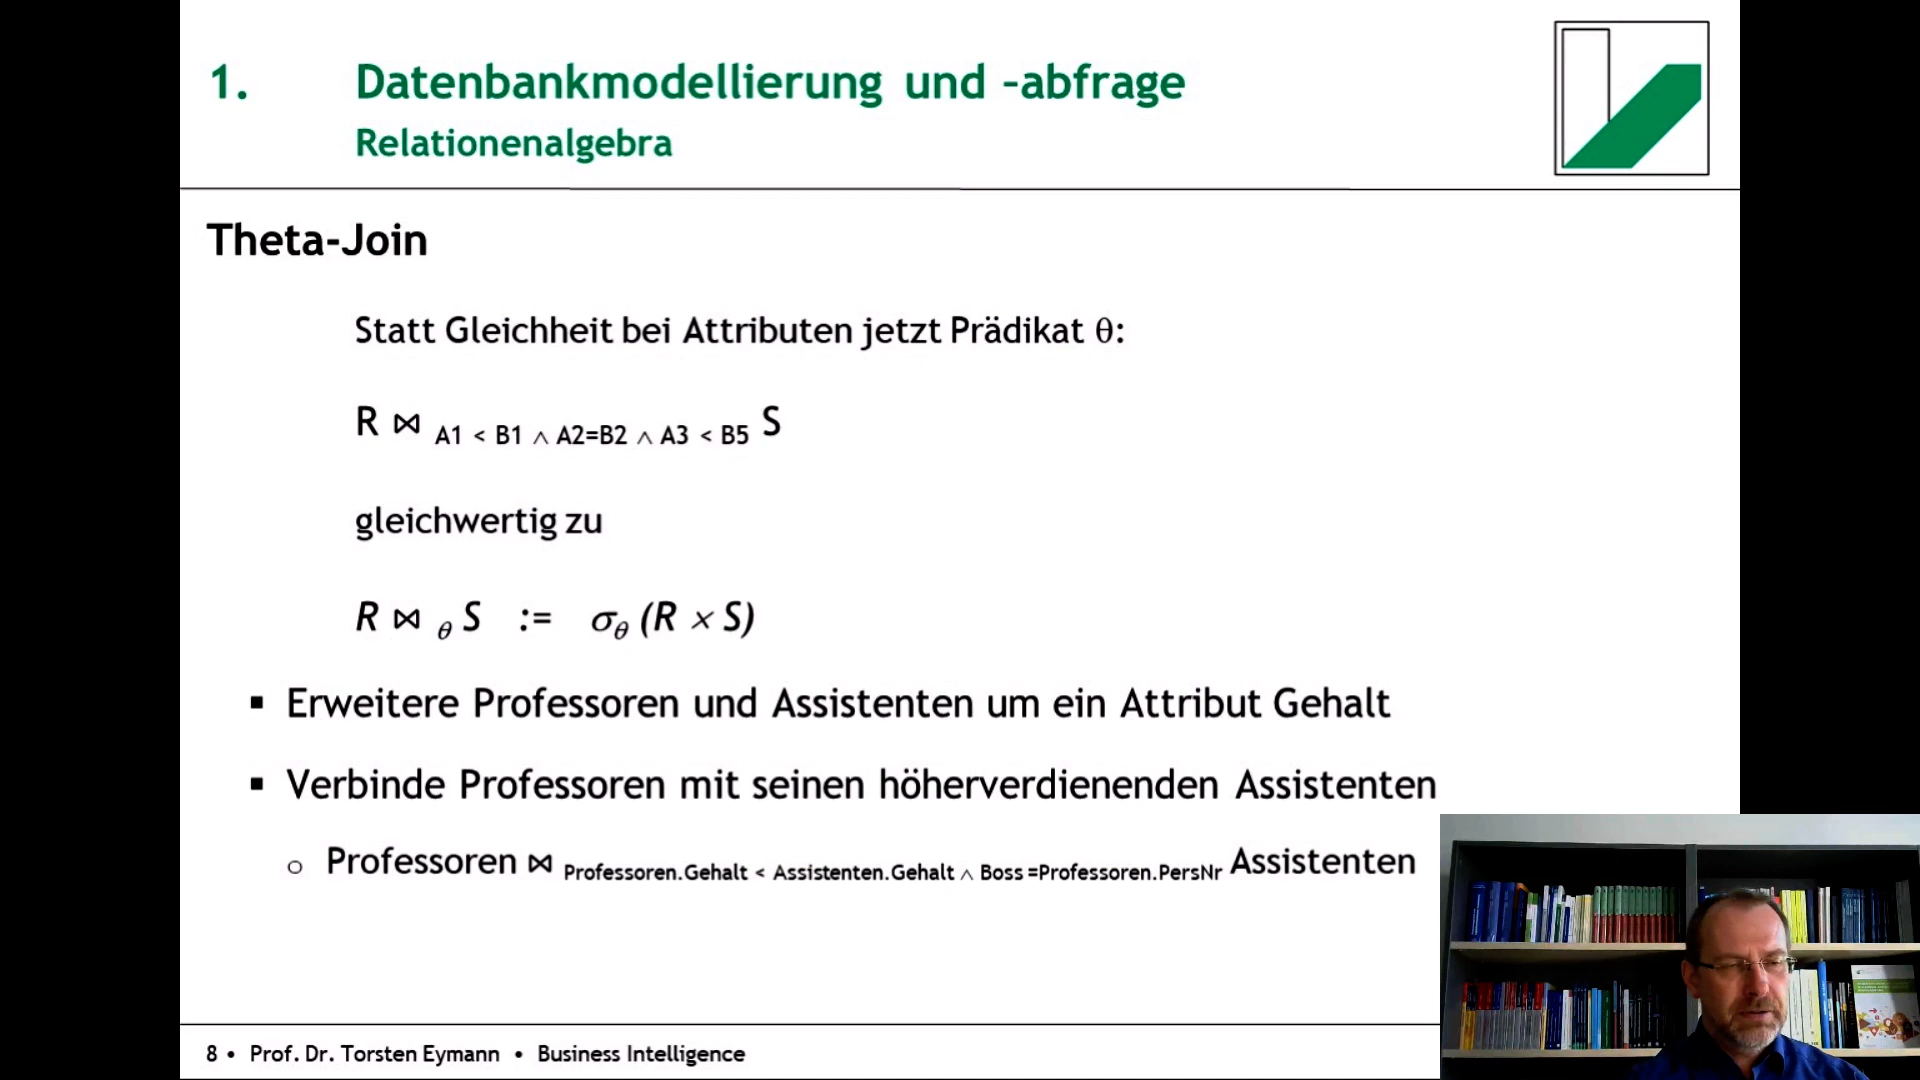 1. Datenbankmodellierung und –abfrage
Relationenalgebra
Theta-Join
Statt Gleichheit bei Attributen jetzt Prädikat θ:
R ⋈ A1 < B1 ∧ A2=B2 ∧ A3 < B5 S
gleichwertig zu
R ⋈ θ S := σθ (R × S)
▪ Erweitere Professoren und Assistenten um ein Attribut Gehalt
▪ Verbinde Professoren mit seinen höherverdienenden Assistenten
o Professoren ⋈ Professoren.Gehalt < Assistenten.Gehalt ∧ Boss =Professoren.PersNr Assistenten
8 • Prof. Dr. Torsten Eymann • Business Intelligence